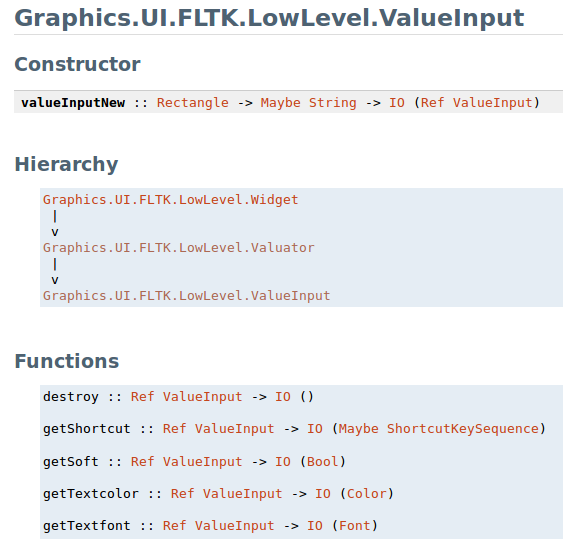 Graphics.UI.FLTK.LowLevel.ValueInput
Constructor
valueInputNew :: Rectangle -> Maybe String -> IO (Ref ValueInput)
Hierarchy
Graphics.UI.FLTK.LowLevel.Widget
|
v
Graphics.UI.FLTK.LowLevel.Valuator
|
v
Graphics.UI.FLTK.LowLevel.ValueInput
Functions
destroy :: Ref ValueInput -> IO ()
getShortcut :: Ref ValueInput -> IO (Maybe ShortcutKeySequence)
getSoft :: Ref ValueInput -> IO (Bool)
getTextcolor :: Ref ValueInput -> IO (Color)
getTextfont :: Ref ValueInput -> IO (Font)